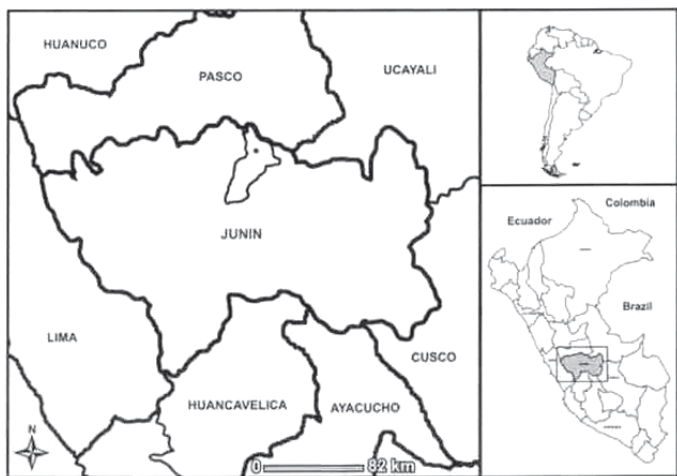 HUANUCO
PASCO
UCAYALI
JUNIN
LIMA
CUSCO
HUANCAVELICA
AYACUCHO
N
0 82 km
Colombia
Ecuador
Brazil